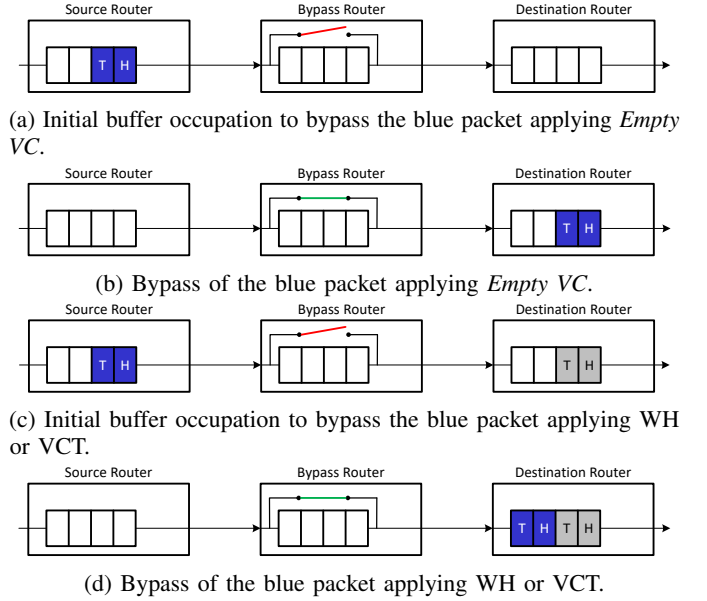 Source Router Bypass Router Destination Router
T H
(a) Initial buffer occupation to bypass the blue packet applying Empty
VC.
Source Router Bypass Router Destination Router
T H
(b) Bypass of the blue packet applying Empty VC.
Source Router Bypass Router Destination Router
T H T H
(c) Initial buffer occupation to bypass the blue packet applying WH
or VCT.
Source Router Bypass Router Destination Router
T H T H
(d) Bypass of the blue packet applying WH or VCT.